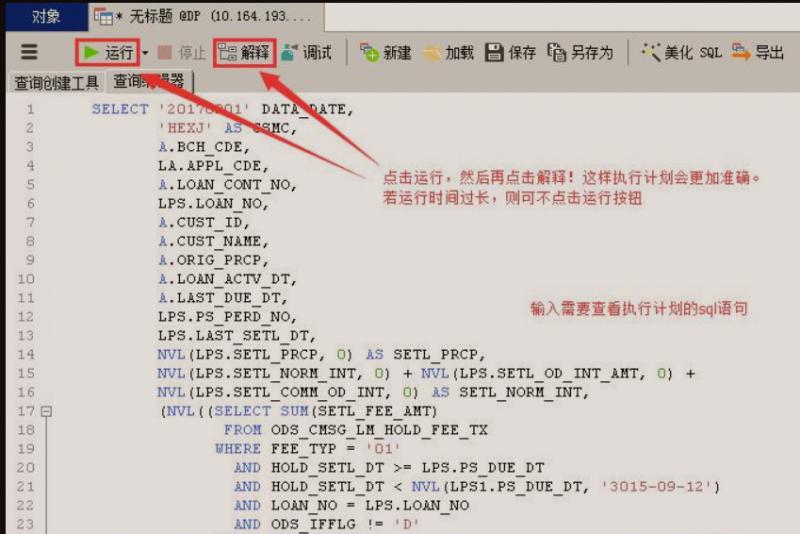 对象 * 无标题 @DP (10.164.193....
运行 停止 解释 调试 新建 加载 保存 另存为 美化 SQL 导出
查询创建工具 查询编辑器
1 SELECT '20170201' DATA_DATE,
2 'HEXJ' AS GSMC,
3 A.BCH_CDE,
4 LA.APPL_CDE,
5 A.LOAN_CONT_NO,
6 LPS.LOAN_NO,
7 A.CUST_ID,
8 A.CUST_NAME,
9 A.ORIG_PRCP,
10 A.LOAN_ACTV_DT,
11 A.LAST_DUE_DT,
12 LPS.PS_PERD_NO,
13 LPS.LAST_SETL_DT,
14 NVL(LPS.SETL_PRCP, 0) AS SETL_PRCP,
15 NVL(LPS.SETL_NORM_INT, 0) + NVL(LPS.SETL_OD_INT_AMT, 0) +
16 NVL(LPS.SETL_COMM_OD_INT, 0) AS SETL_NORM_INT,
17 (NVL((SELECT SUM(SETL_FEE_AMT)
18 FROM ODS_CMSG_LM_HOLD_FEE_TX
19 WHERE FEE_TYP = '01'
20 AND HOLD_SETL_DT >= LPS.PS_DUE_DT
21 AND HOLD_SETL_DT < NVL(LPS1.PS_DUE_DT, '3015-09-12')
22 AND LOAN_NO = LPS.LOAN_NO
23 AND ODS_IFFLG != 'D'
点击运行，然后再点击解释！这样执行计划会更加准确。
若运行时间过长，则可不点击运行按钮
输入需要查看执行计划的sql语句